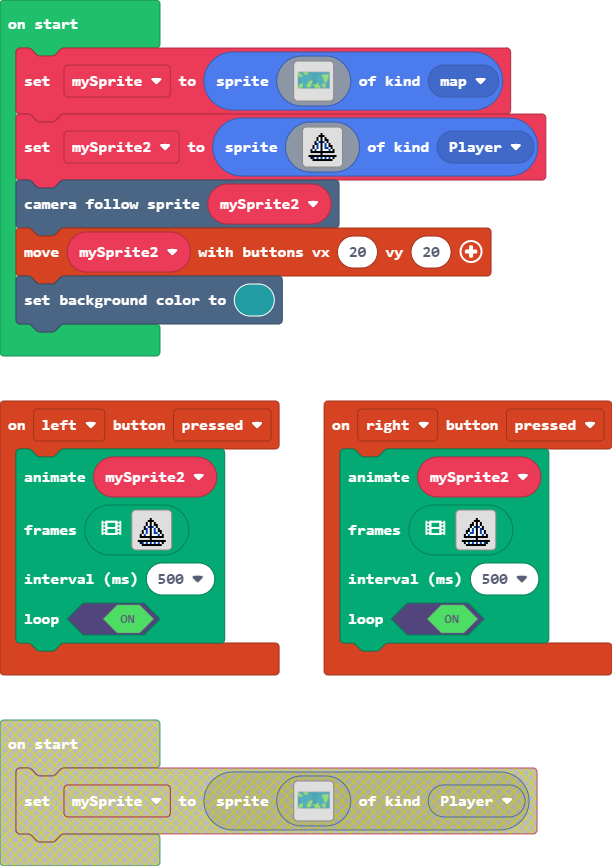 on start
set mySprite to sprite of kind map
set mySprite2 to sprite of kind Player
camera follow sprite mySprite2
move mySprite2 with buttons vx 20 vy 20
set background color to
on left button pressed
animate mySprite2
frames
interval (ms) 500
loop ON
on right button pressed
animate mySprite2
frames
interval (ms) 500
loop ON
on start
set mySprite to sprite of kind Player